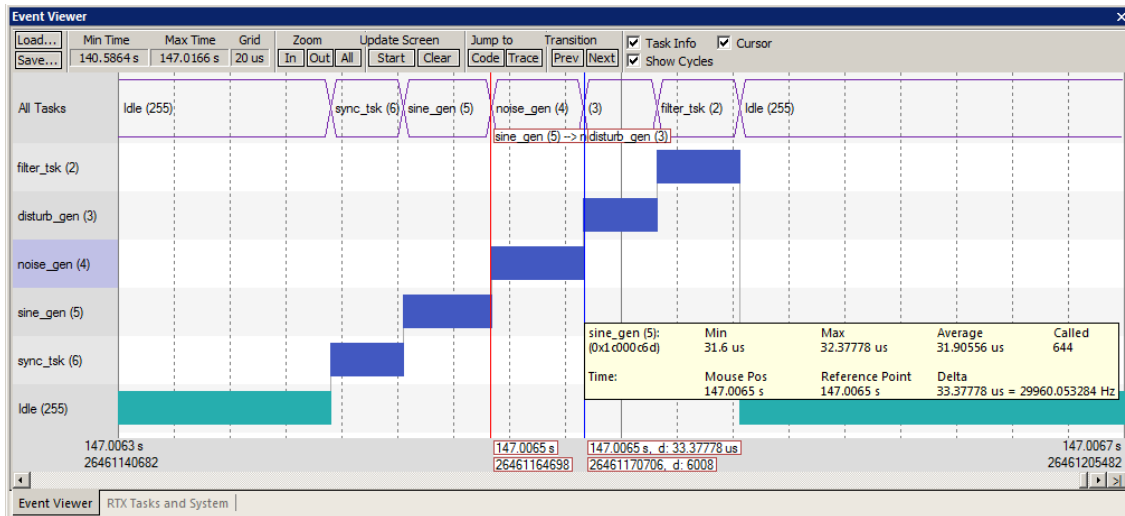 Event Viewer
Load... Min Time Max Time Grid Zoom Update Screen Jump to Transition Task Info Cursor
Save... 140.5864 s 147.0166 s 20 us In Out All Start Clear Code Trace Prev Next Show Cycles
All Tasks Idle (255) sync_tsk (6) sine_gen (5) noise_gen (4) (3) filter_tsk (2) Idle (255)
sine_gen (5) --> n disturb_gen (3)
filter_tsk (2)
disturb_gen (3)
noise_gen (4)
sine_gen (5)
sine_gen (5): Min Max Average Called
(0x1c000c6d) 31.6 us 32.37778 us 31.90556 us 644
sync_tsk (6)
Time: Mouse Pos Reference Point Delta
147.0065 s 147.0065 s 33.37778 us = 29960.053284 Hz
Idle (255)
147.0063 s 147.0065 s 147.0065 s, d: 33.37778 us 147.0067 s
26461140682 26461164698 26461170706, d: 6008 26461205482
Event Viewer RTX Tasks and System